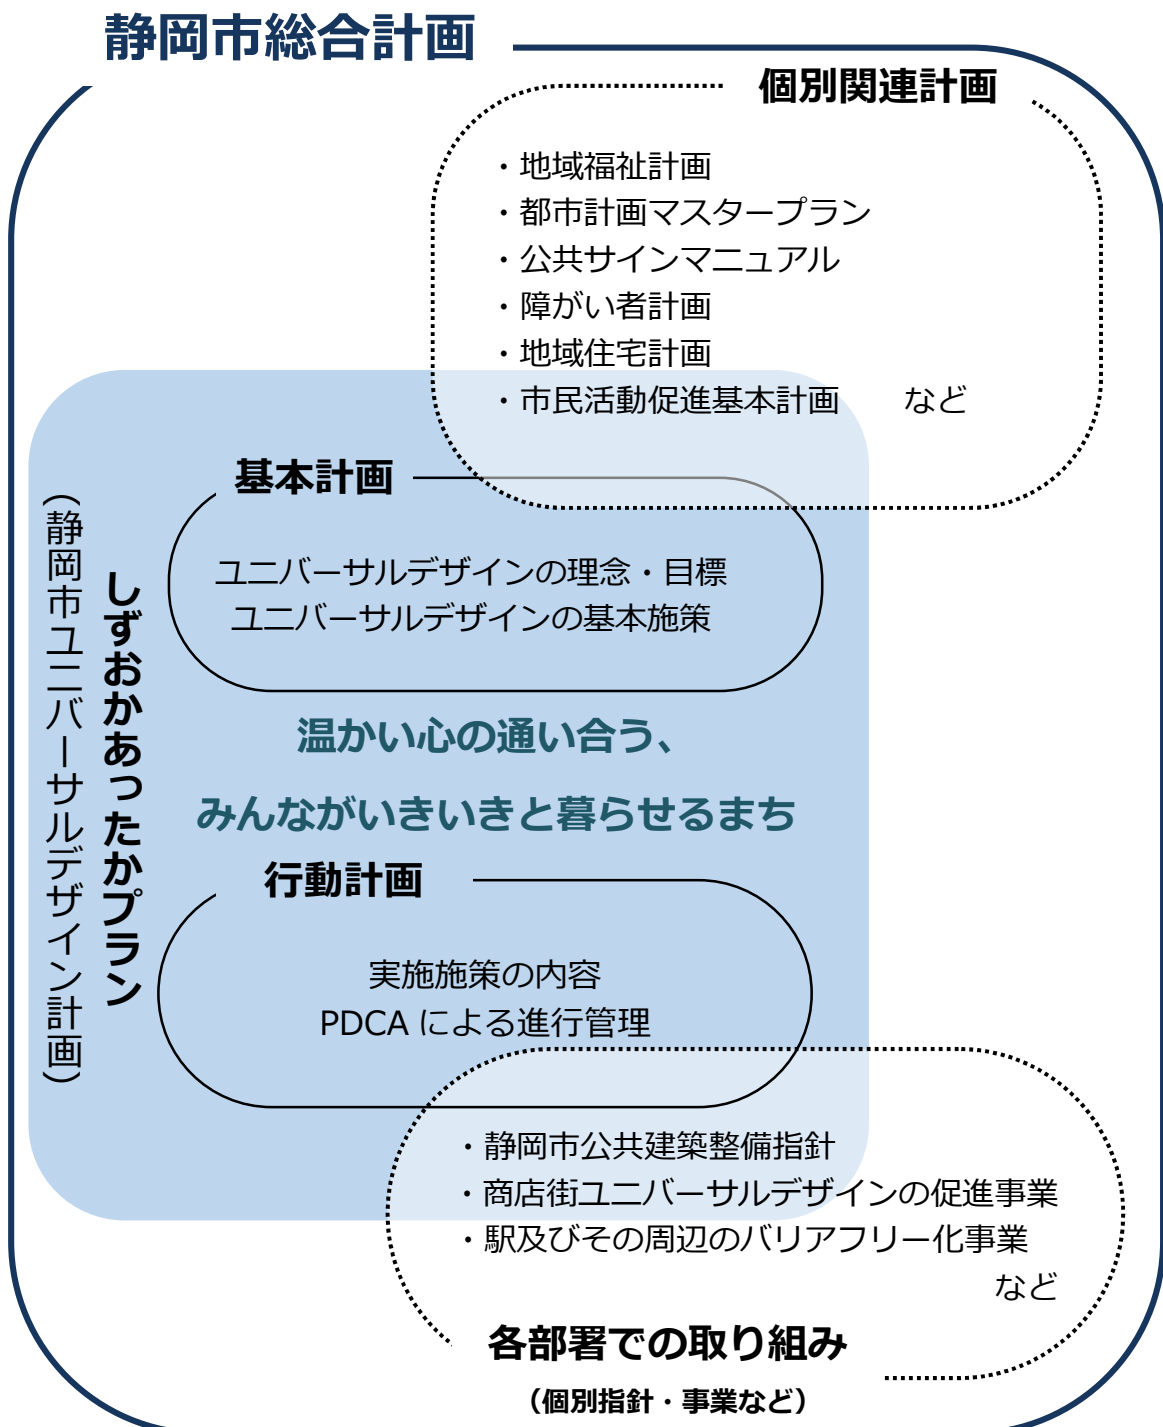 静岡市総合計画
個別関連計画
・地域福祉計画
・都市計画マスタープラン
・公共サインマニュアル
・障がい者計画
・地域住宅計画
・市民活動促進基本計画　　など
しずおかあったかプラン
（静岡市ユニバーサルデザイン計画）
基本計画
ユニバーサルデザインの理念・目標
ユニバーサルデザインの基本施策
温かい心の通い合う、
みんながいきいきと暮らせるまち
行動計画
実施施策の内容
PDCA による進行管理
・静岡市公共建築整備指針
・商店街ユニバーサルデザインの促進事業
・駅及びその周辺のバリアフリー化事業
など
各部署での取り組み
（個別指針・事業など）